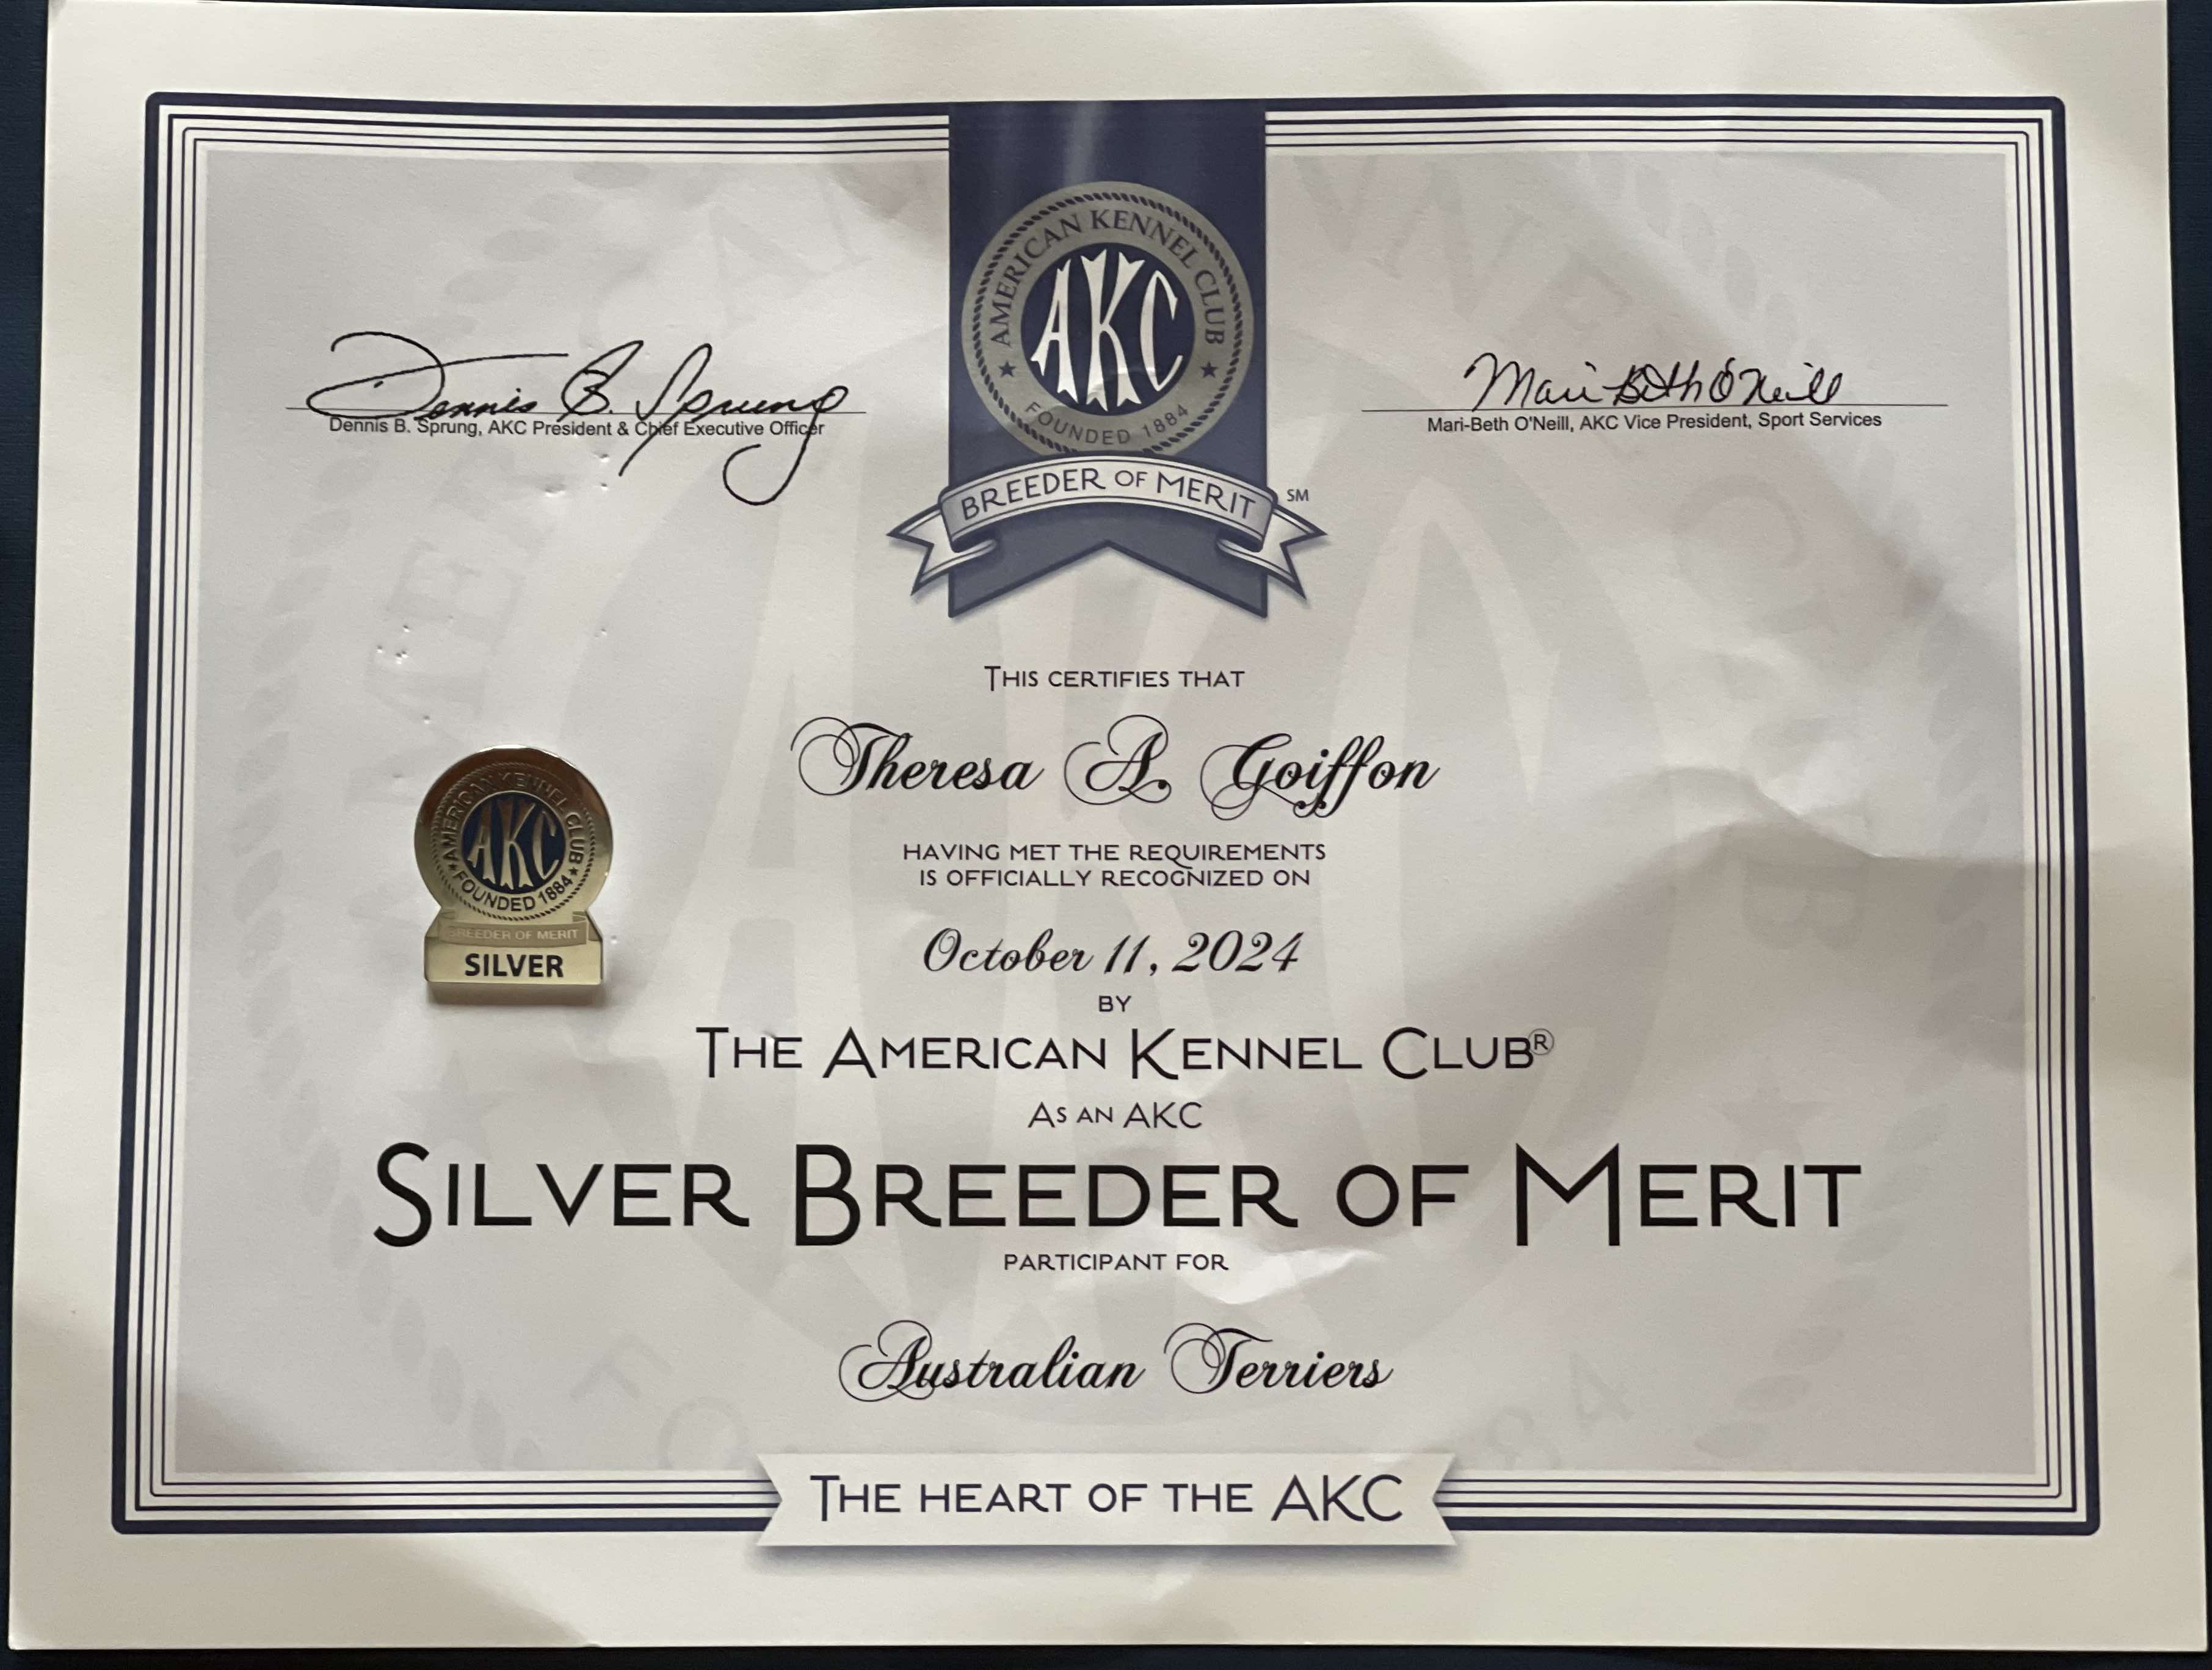 AMERICAN KENNEL CLUB
AKC
FOUNDED 1884
BREEDER OF MERIT SM
Dennis B. Sprung
Dennis B. Sprung, AKC President & Chief Executive Officer
Mari-Beth O'Neill
Mari-Beth O'Neill, AKC Vice President, Sport Services
THIS CERTIFIES THAT
Theresa A. Goiffon
HAVING MET THE REQUIREMENTS
IS OFFICIALLY RECOGNIZED ON
October 11, 2024
BY
THE AMERICAN KENNEL CLUB®
AS AN AKC
SILVER BREEDER OF MERIT
PARTICIPANT FOR
Australian Terriers
THE HEART OF THE AKC
AMERICAN KENNEL CLUB
AKC
FOUNDED 1884
BREEDER OF MERIT
SILVER